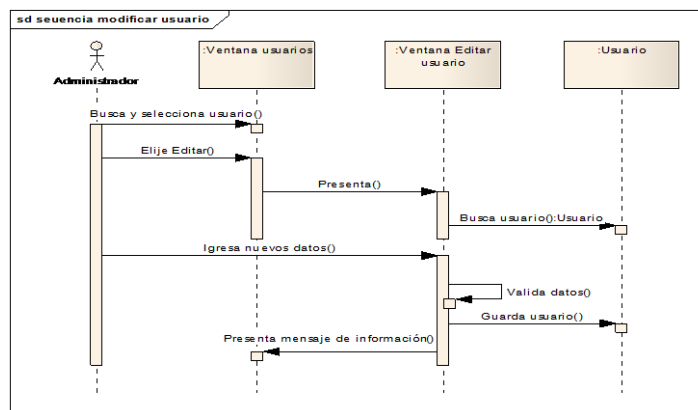 sd seuencia modificar usuario
Administrador
:Ventana usuarios
:Ventana Editar
usuario
:Usuario
Busca y selecciona usuario()
Elije Editar()
Presenta()
Busca usuario():Usuario
Igresa nuevos datos()
Valida datos()
Guarda usuario()
Presenta mensaje de información()